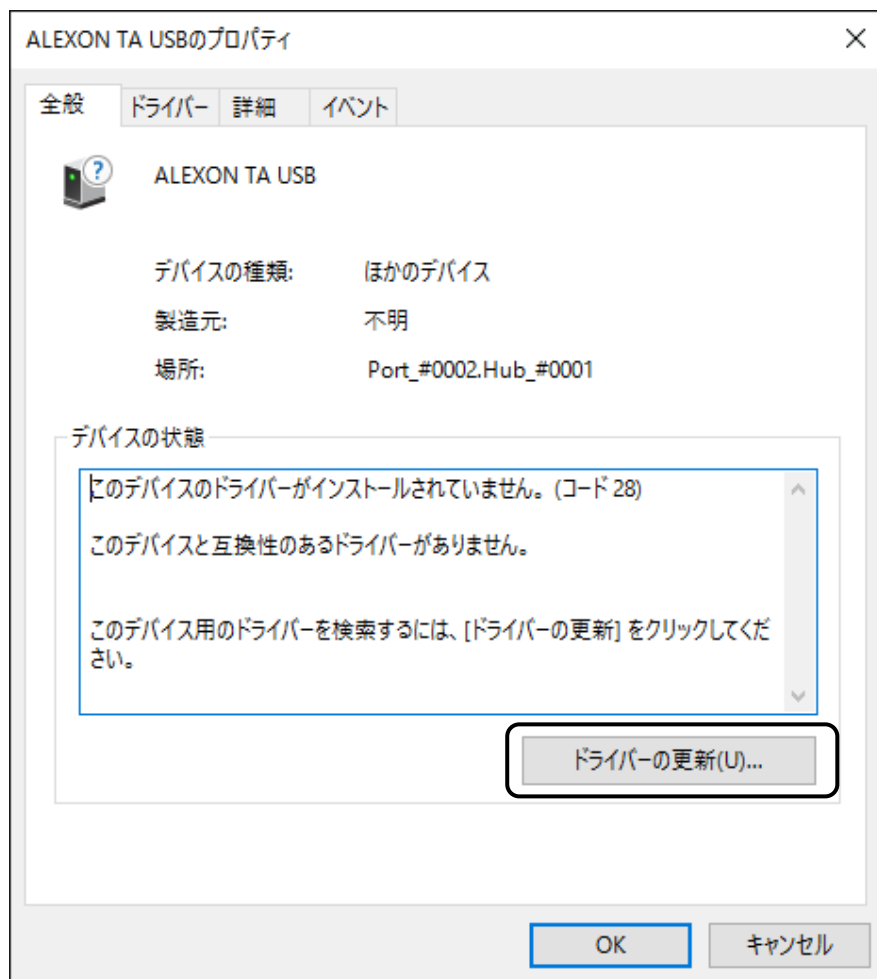 ALEXON TA USBのプロパティ
全般 ドライバー 詳細 イベント
ALEXON TA USB
デバイスの種類: ほかのデバイス
製造元: 不明
場所: Port_#0002.Hub_#0001
デバイスの状態
このデバイスのドライバーがインストールされていません。 (コード 28)
このデバイスと互換性のあるドライバーがありません。
このデバイス用のドライバーを検索するには、[ドライバーの更新] をクリックしてくだ
さい。
ドライバーの更新(U)...
OK キャンセル